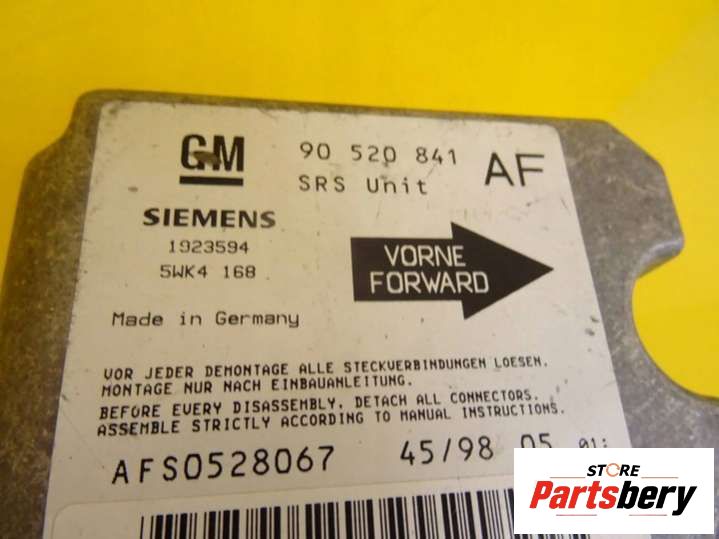 GM 90 520 841 AF
SRS Unit
SIEMENS
1923594
5WK4 168
VORNE
FORWARD
Made in Germany
VOR JEDER DEMONTAGE ALLE STECKVERBINDUNGEN LOESEN.
MONTAGE NUR NACH EINBAUANLEITUNG.
BEFORE EVERY DISASSEMBLY, DETACH ALL CONNECTORS.
ASSEMBLE STRICTLY ACCORDING TO MANUAL INSTRUCTIONS.
AFS0528067 45/98 05
STORE
Partsbery